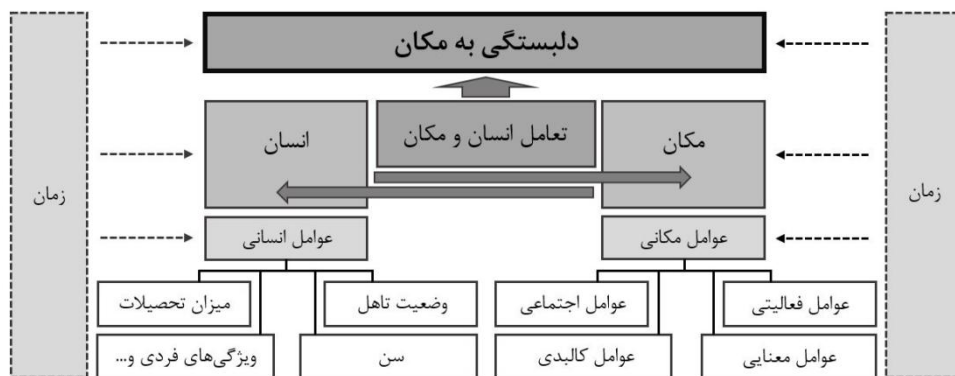 دلبستگی به مکان
مکان
تعامل انسان و مکان
انسان
زمان
زمان
عوامل مکانی
عوامل انسانی
عوامل فعالیتی
عوامل اجتماعی
وضعیت تاهل
میزان تحصیلات
عوامل معنایی
عوامل کالبدی
سن
ویژگی‌های فردی و...